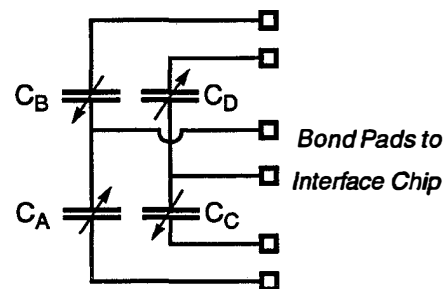 C_B
C_D
Bond Pads to
Interface Chip
C_A
C_C